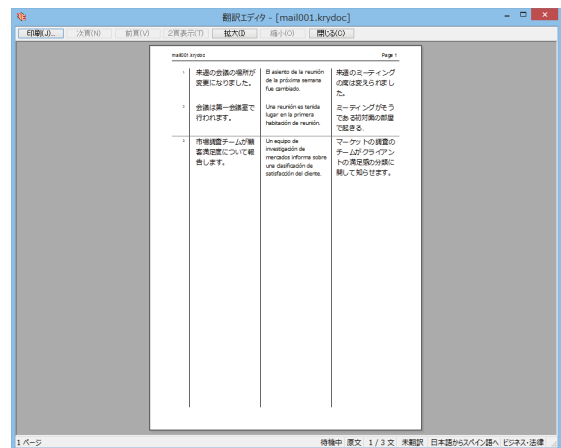 翻訳エディタ - [mail001.krydoc]
印刷(J)... 次頁(N) 前頁(V) 2頁表示(T) 拡大(I) 縮小(O) 閉じる(C)
mail001.krydoc Page 1
1 来週の会議の場所が
変更になりました。
El asiento de la reunión
de la próxima semana
fue cambiado.
来週のミーティング
の席は変えられまし
た。
2 会議は第一会議室で
行われます。
Una reunión es tenida
lugar en la primera
habitación de reunión.
ミーティングがそう
である初対面の部屋
で起きる.
3 市場調査チームが顧
客満足度について報
告します。
Un equipo de
investigación de
mercados informa sobre
una clasificación de
satisfacción del cliente.
マーケットの調査の
チームがクライアン
トの満足感の分類に
関して知らせます。
1 ページ 待機中 原文 1 / 3 文 未翻訳 日本語からスペイン語へ ビジネス・法律